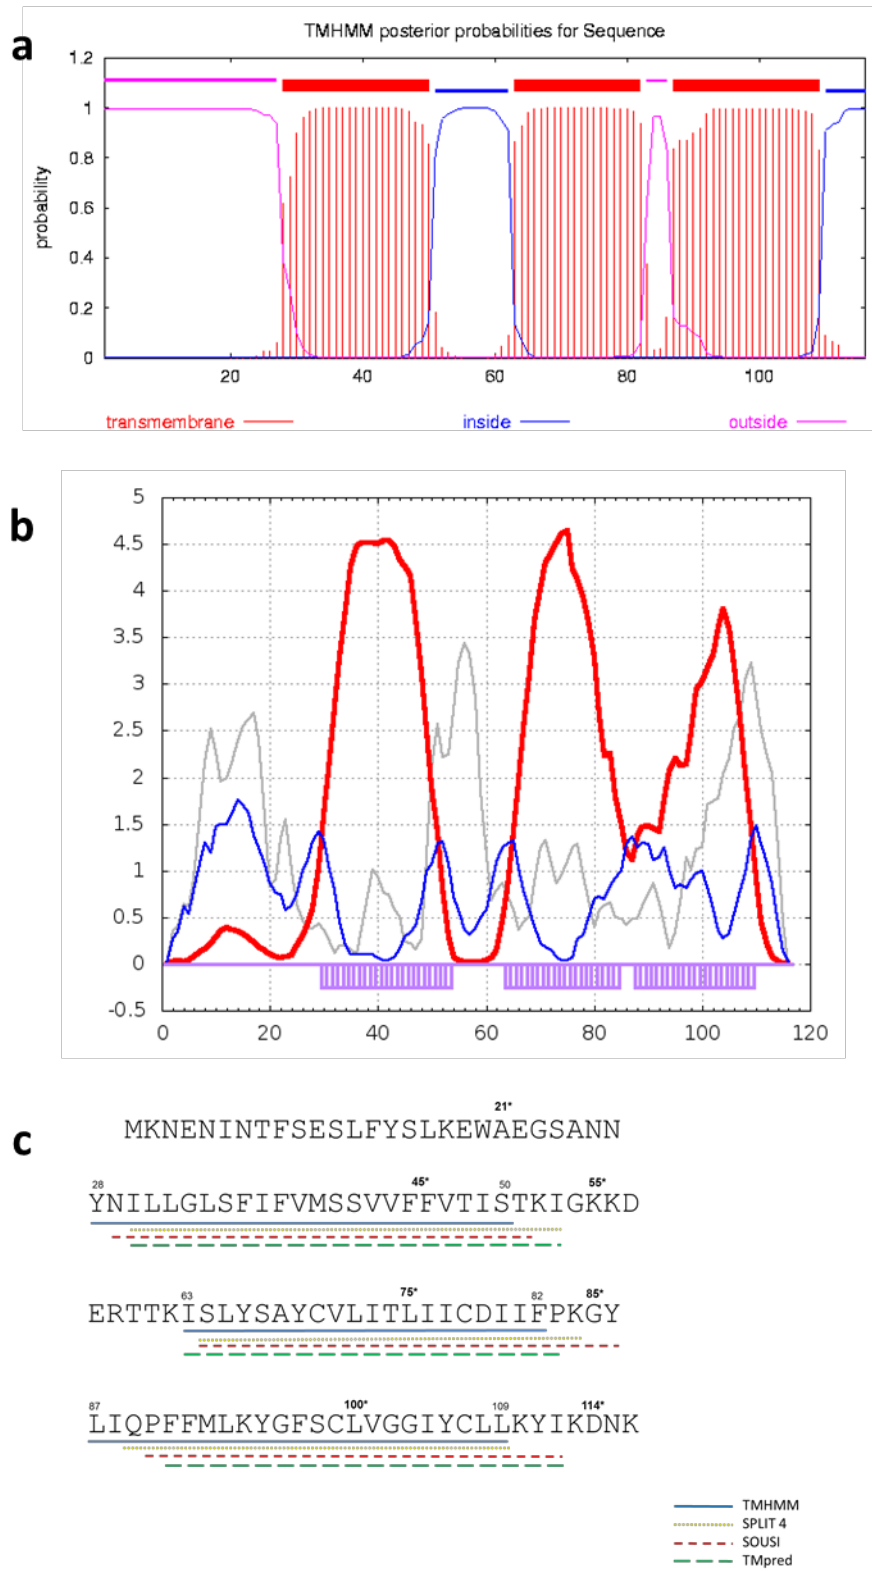 a
TMHMM posterior probabilities for Sequence
1.2
1
0.8
0.6
0.4
0.2
0
probability
20 40 60 80 100
transmembrane inside outside
b
5
4.5
4
3.5
3
2.5
2
1.5
1
0.5
0
-0.5
0 20 40 60 80 100 120
c
21*
MKNENINTFSESLFYSLKEWAEGSANN
28 45* 50 55*
YNILLGLSFIFVMSSVVFFVTISTKIGKKD
63 75* 82 85*
ERTTKISLYSAYCVLITLIICDIIFPKGY
87 100* 109 114*
LIQPFFMLKYGFSCLVGGIYCLLKYIKDNK
TMHMM
SPLIT 4
SOUSI
TMpred